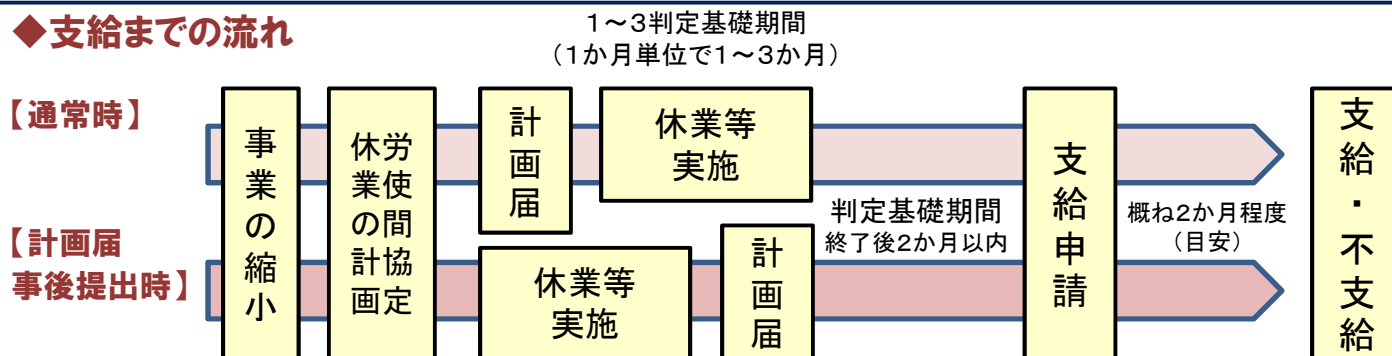 ◆支給までの流れ
1～3判定基礎期間
（1か月単位で1～3か月）
【通常時】
【計画届
事後提出時】
事業の縮小
労使間協定
休業の計画
計画届
休業等
実施
休業等
実施
計画届
判定基礎期間
終了後2か月以内
支給申請
概ね2か月程度
（目安）
支給・不支給